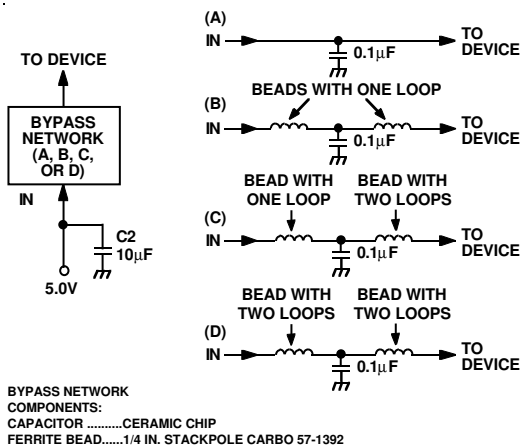 TO DEVICE
BYPASS
NETWORK
(A, B, C,
OR D)
IN
C2
10μF
5.0V
(A)
IN
0.1μF
TO
DEVICE
BEADS WITH ONE LOOP
(B)
IN
0.1μF
TO
DEVICE
BEAD WITH
ONE LOOP
BEAD WITH
TWO LOOPS
(C)
IN
0.1μF
TO
DEVICE
BEAD WITH
TWO LOOPS
BEAD WITH
TWO LOOPS
(D)
IN
0.1μF
TO
DEVICE
BYPASS NETWORK
COMPONENTS:
CAPACITOR ..........CERAMIC CHIP
FERRITE BEAD......1/4 IN. STACKPOLE CARBO 57-1392